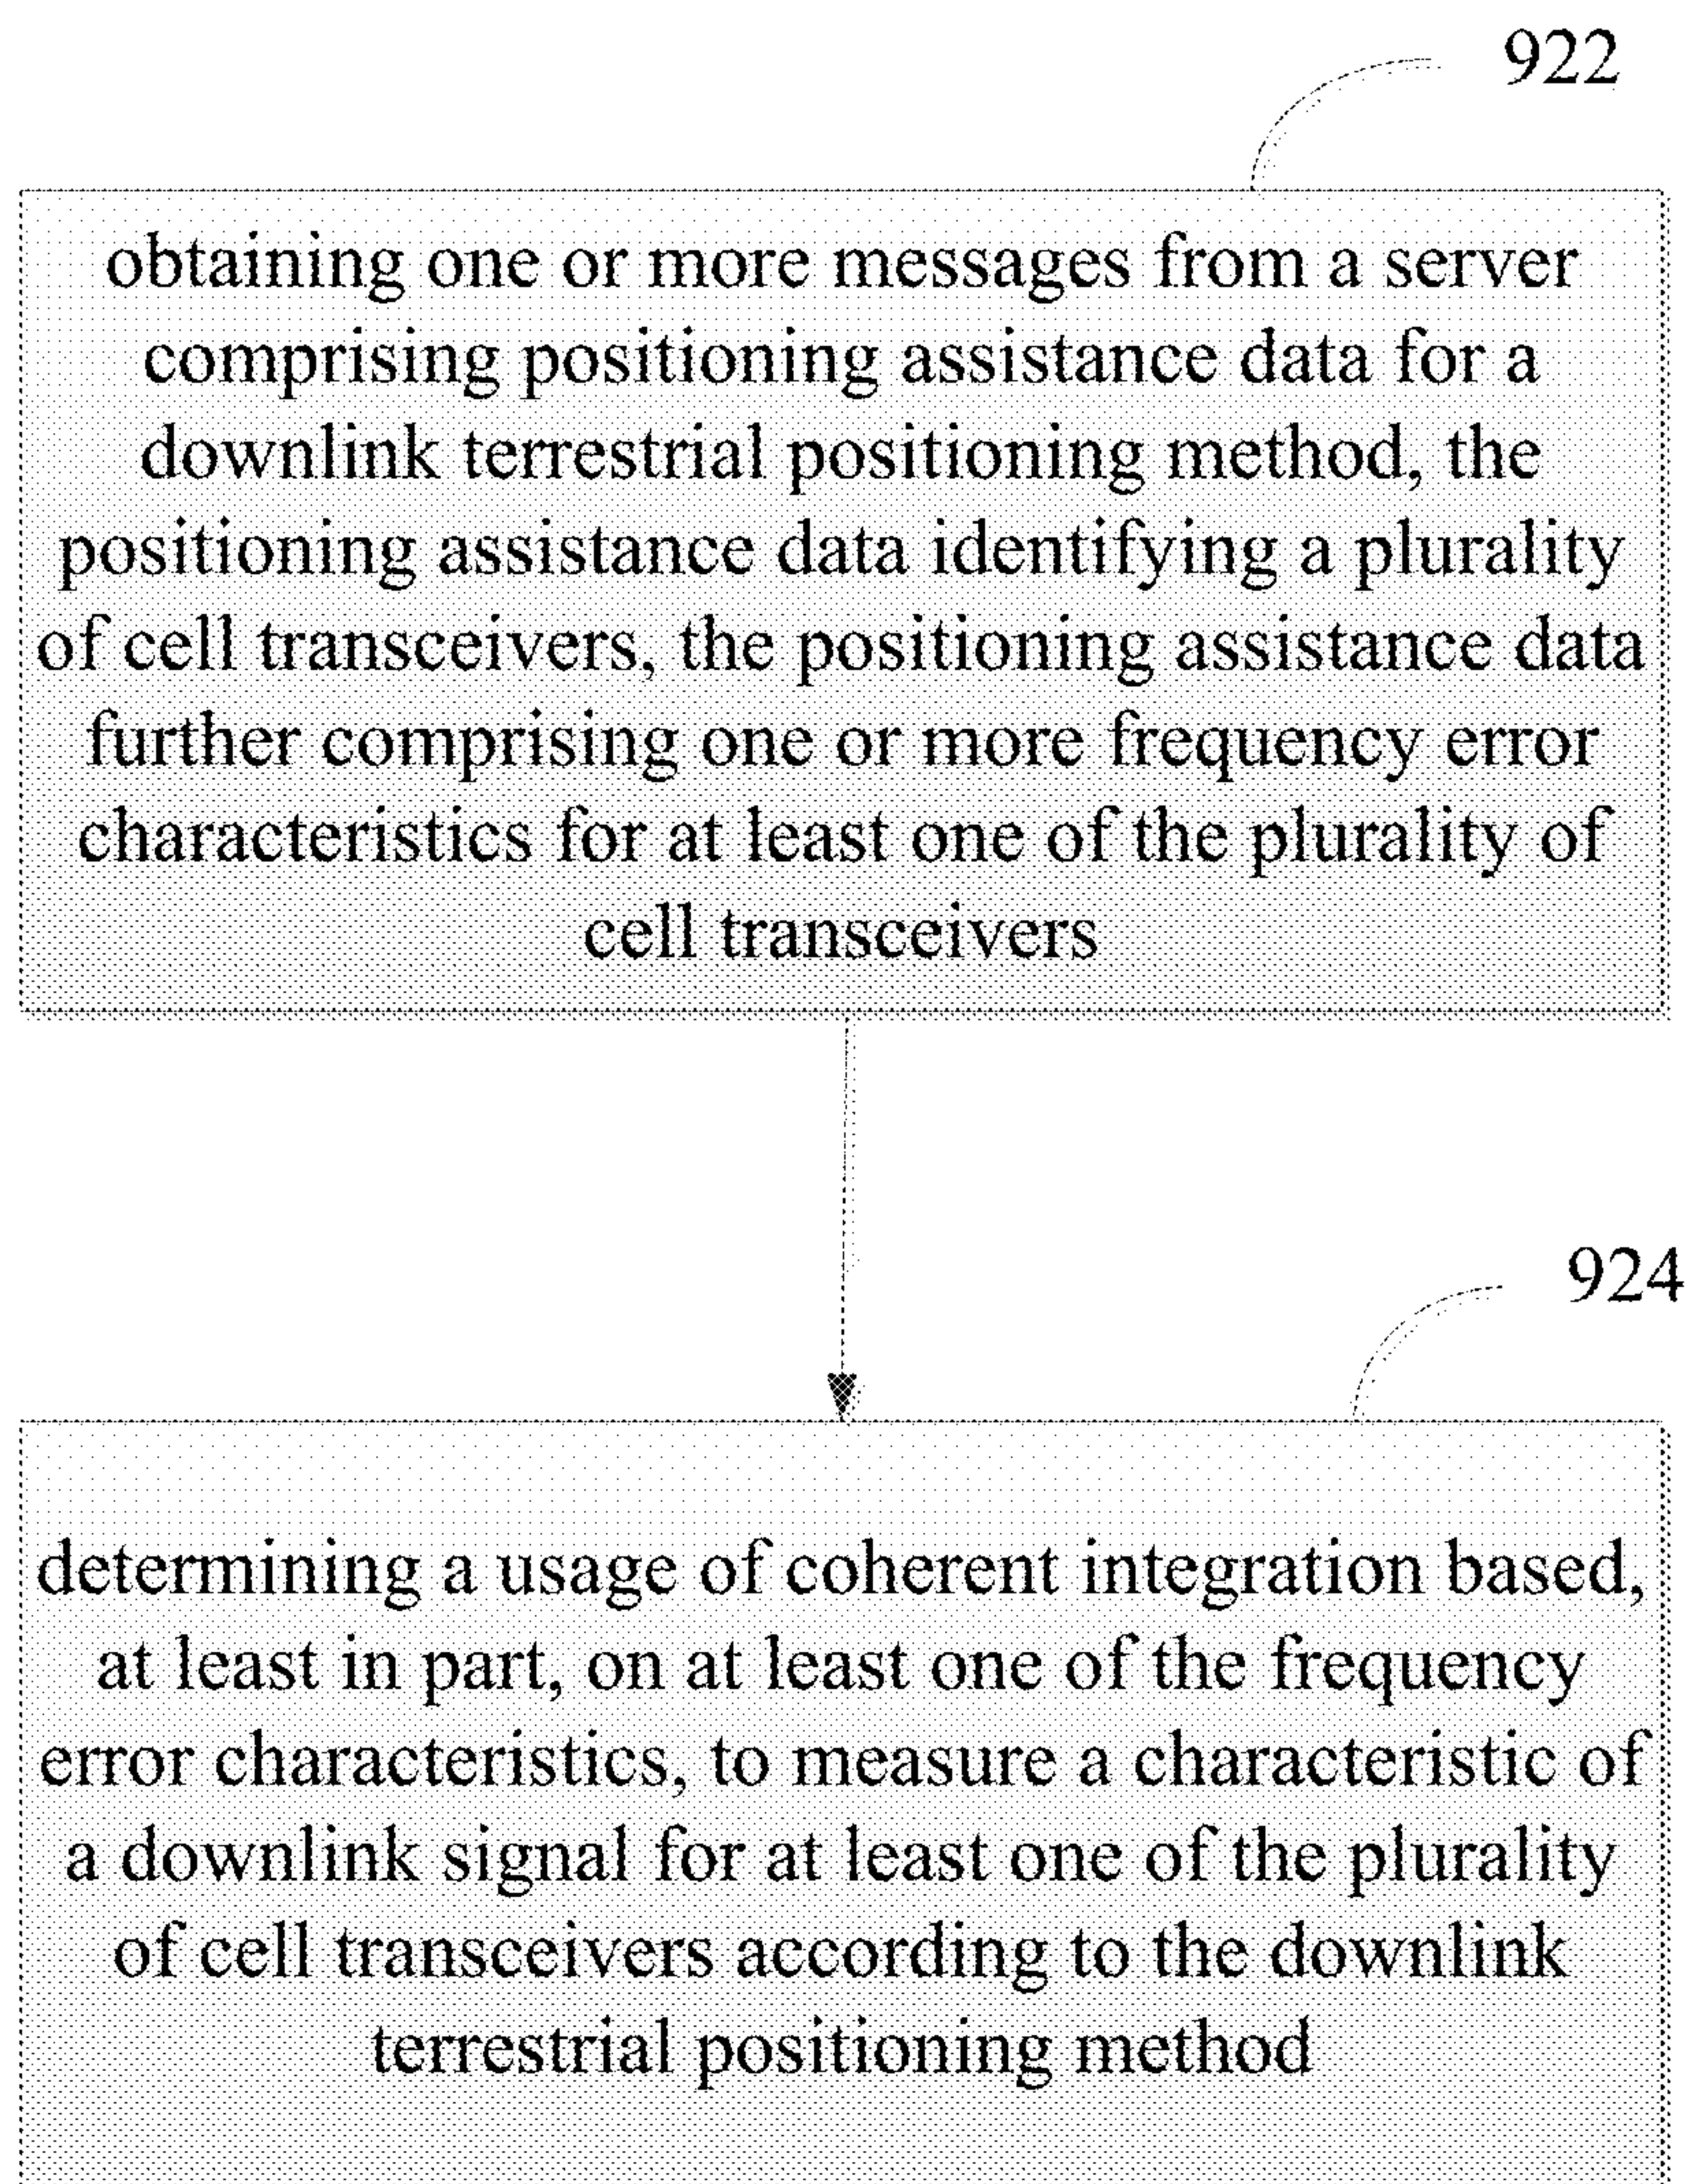 922
obtaining one or more messages from a server
comprising positioning assistance data for a
downlink terrestrial positioning method, the
positioning assistance data identifying a plurality
of cell transceivers, the positioning assistance data
further comprising one or more frequency error
characteristics for at least one of the plurality of
cell transceivers
924
determining a usage of coherent integration based,
at least in part, on at least one of the frequency
error characteristics, to measure a characteristic of
a downlink signal for at least one of the plurality
of cell transceivers according to the downlink
terrestrial positioning method